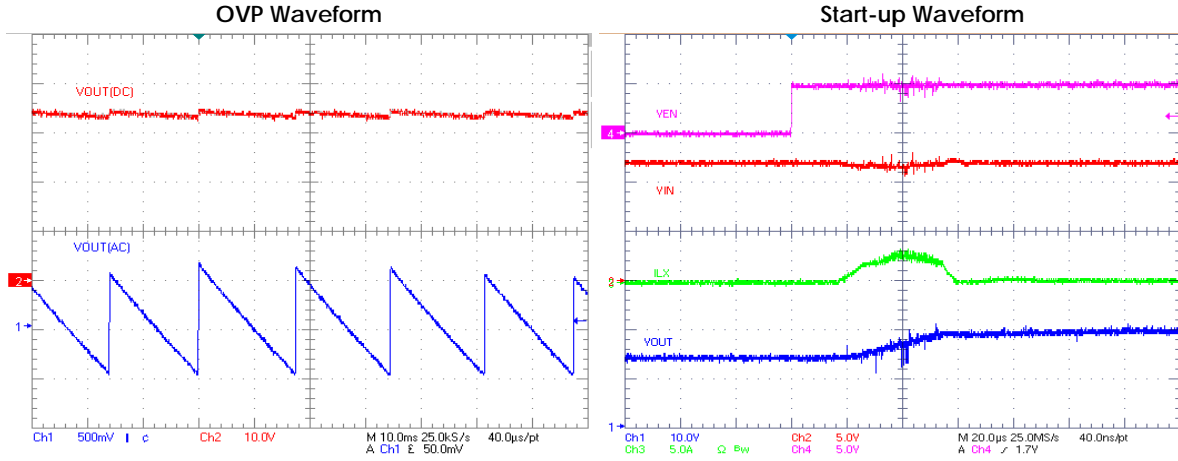 OVP Waveform
VOUT(DC)
VOUT(AC)
2
1
Ch1 500mV
Ch2 10.0V
M 10.0ms 25.0kS/s 40.0µs/pt
A Ch1 £ 50.0mV
Start-up Waveform
4
VEN
VIN
2
ILX
VOUT
1
Ch1 10.0V Ch2 5.0V M 20.0µs 25.0MS/s 40.0ns/pt
Ch3 5.0A Ω Bw Ch4 5.0V A Ch4 1.7V